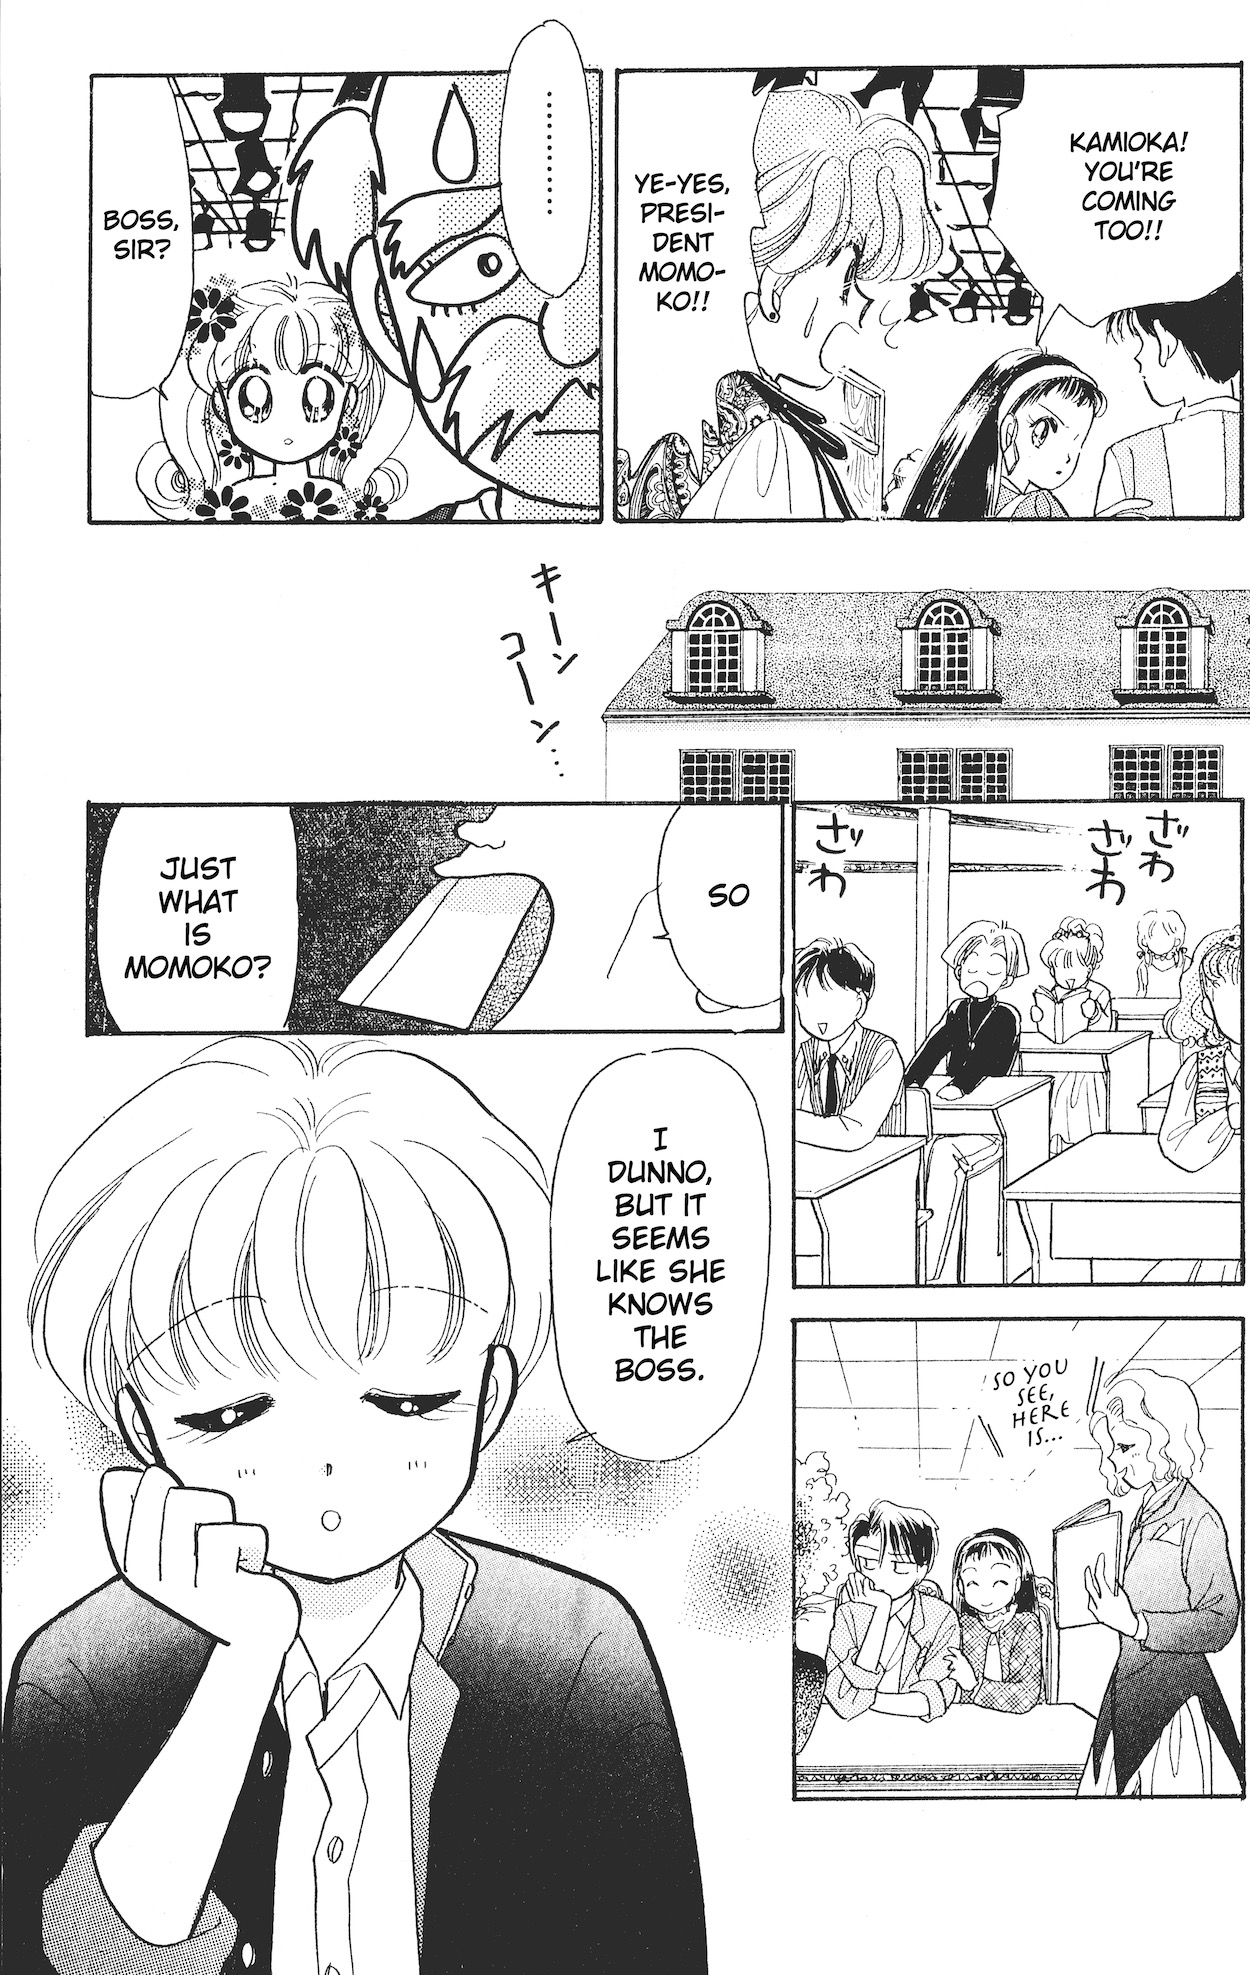 KAMIOKA!
YOU'RE
COMING
TOO!!
YE-YES,
PRESI-
DENT
MOMO-
KO!!
..........
BOSS,
SIR?
キーン
コーン...
ざわ
ざわ
ざわ
SO YOU
SEE,
HERE
IS...
SO
JUST
WHAT
IS
MOMOKO?
I
DUNNO,
BUT IT
SEEMS
LIKE SHE
KNOWS
THE
BOSS.